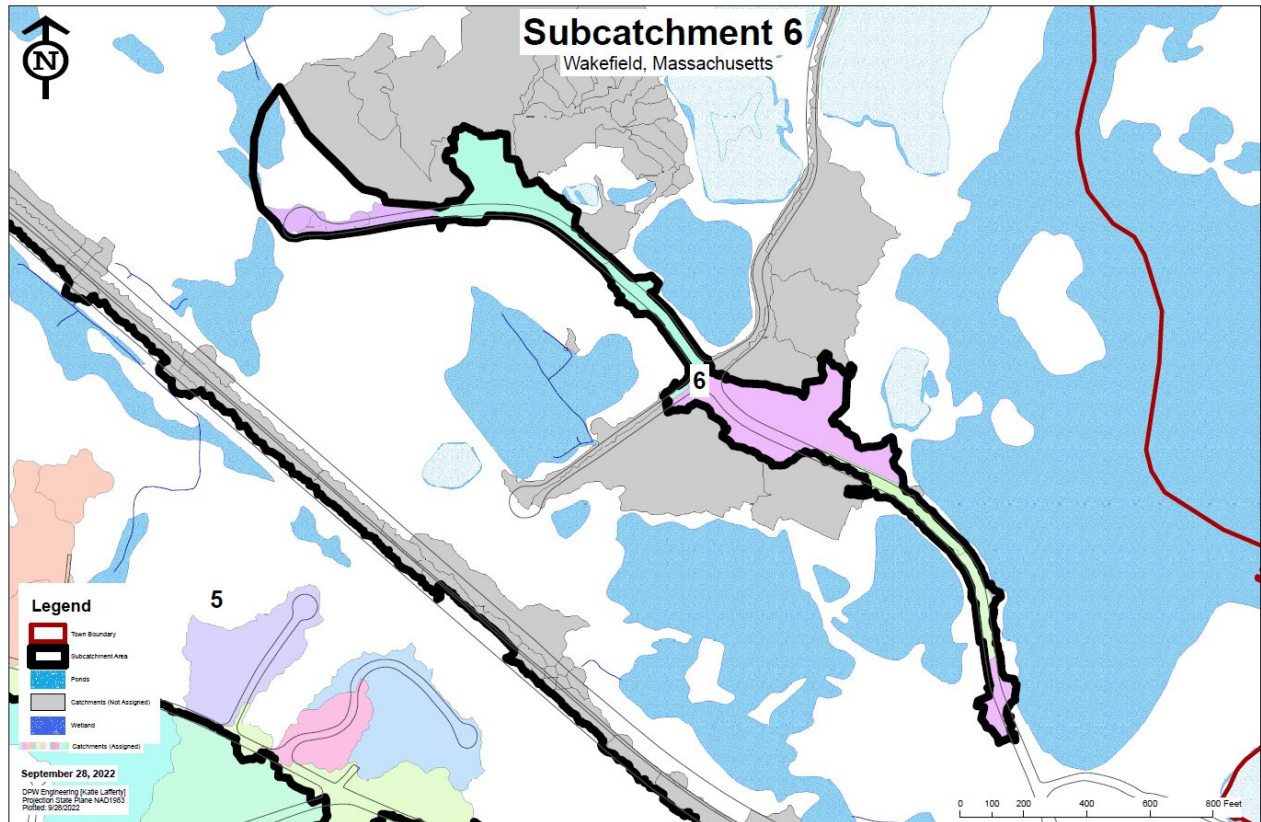 N
Subcatchment 6
Wakefield, Massachusetts
6
5
Legend
Town Boundary
Subcatchment Area
Ponds
Catchments (Not Assigned)
Wetland
Catchments (Assigned)
September 28, 2022
DPW Engineering [Katie Lafferty]
Projection State Plane NAD1983
Plotted: 9/28/2022
0 100 200 400 600 800 Feet